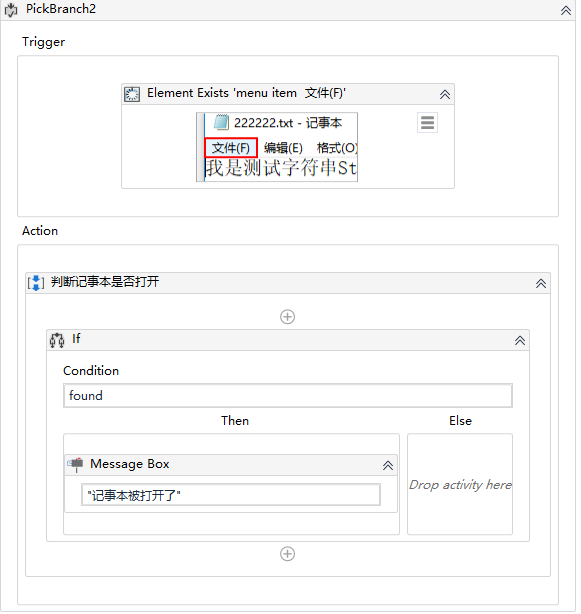 PickBranch2
Trigger
Element Exists 'menu item  文件(F)'
222222.txt - 记事本
文件(F) 编辑(E) 格式(O)
我是测试字符串St
Action
判断记事本是否打开
If
Condition
found
Then Else
Message Box
"记事本被打开了"
Drop activity here